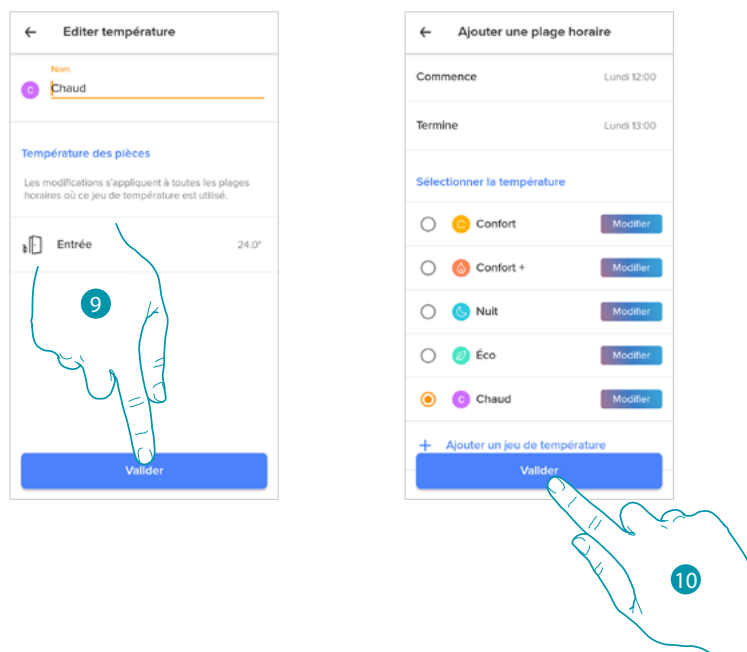 Editer température
Nom
C
Chaud
Température des pièces
Les modifications s'appliquent à toutes les plages
horaires où ce jeu de température est utilisé.
Entrée 24.0°
9
Valider
Ajouter une plage horaire
Commence Lundi 12:00
Termine Lundi 13:00
Sélectionner la température
Confort Modifier
Confort + Modifier
Nuit Modifier
Éco Modifier
C Chaud Modifier
+ Ajouter un jeu de température
Valider
10